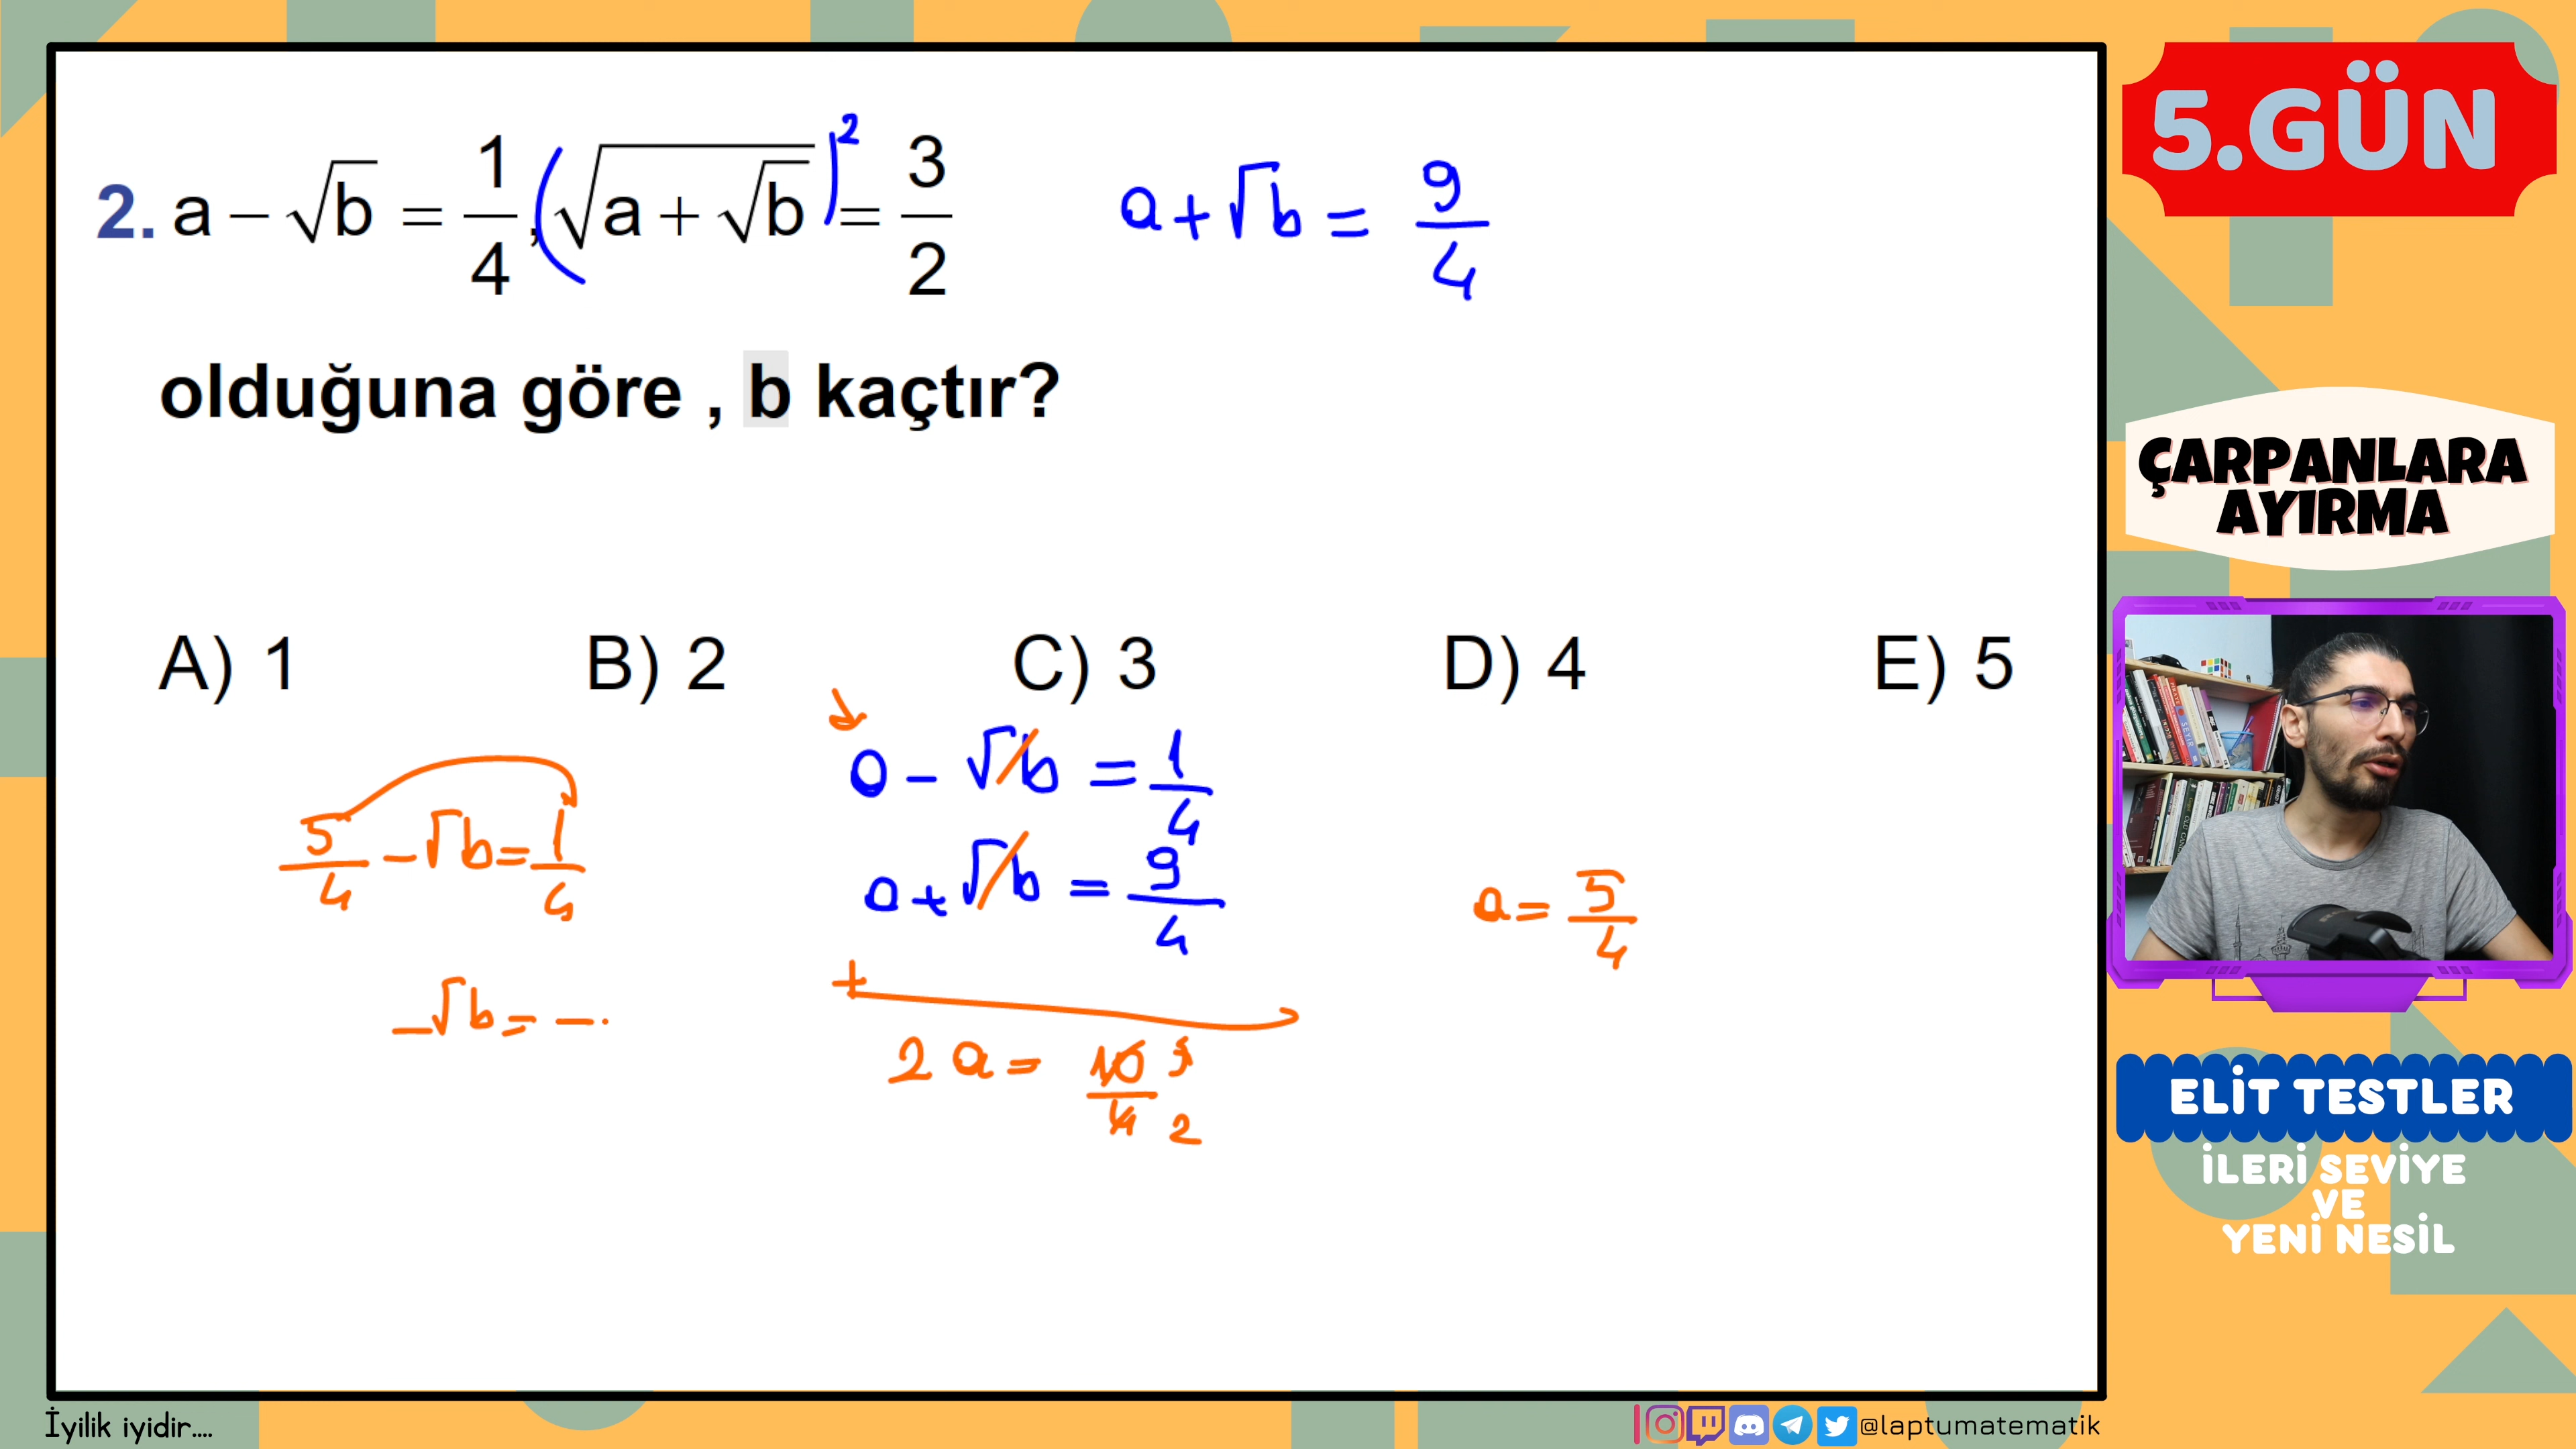 2. a − √b = 1/4 , (√(a + √b))² = 3/2
a + √b = 9/4
olduğuna göre , b kaçtır?
A) 1 B) 2 C) 3 D) 4 E) 5
a − √b = 1/4
a + √b = 9/4
+
2a = 10/4 5/2
5/4 − √b = 1/4
−√b = −.
a = 5/4
5.GÜN
ÇARPANLARA
AYIRMA
ELİT TESTLER
İLERİ SEVİYE
VE
YENİ NESİL
İyilik iyidir....
@laptumatematik